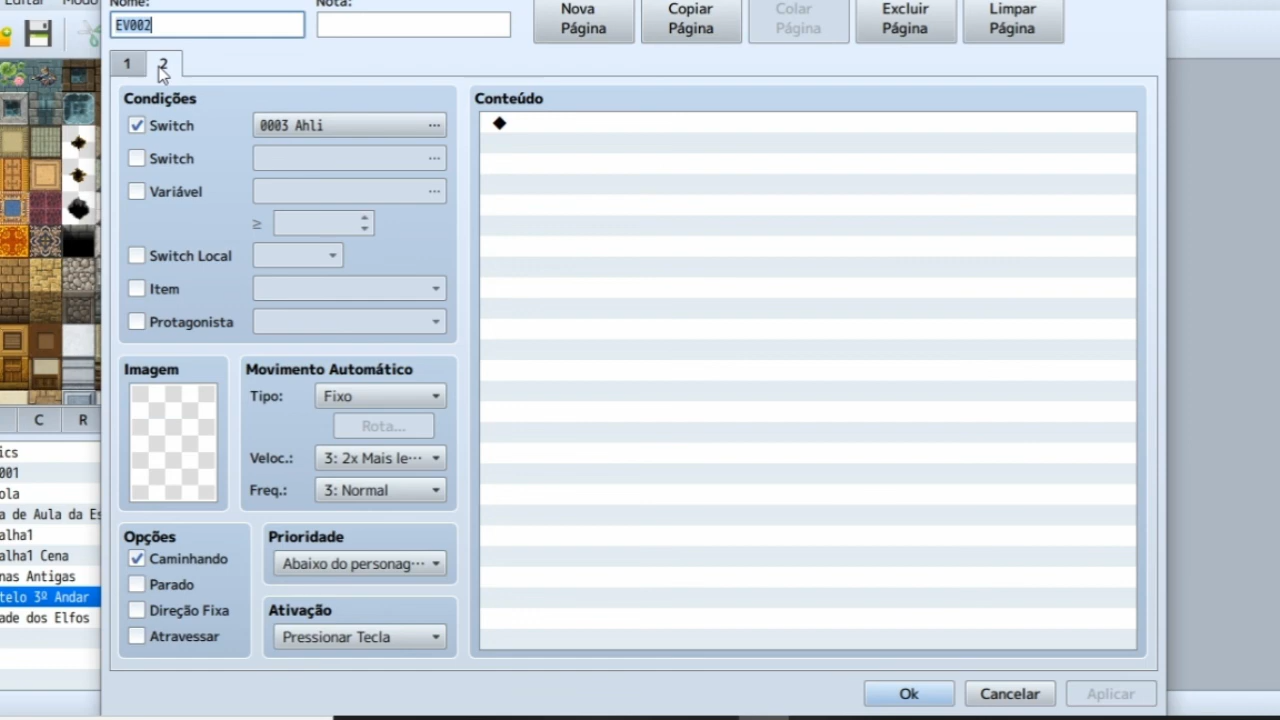 Nome:
Nota:
EV002
Nova Página
Copiar Página
Colar Página
Excluir Página
Limpar Página
1
2
Condições
Conteúdo
Switch
0003 Ahli
...
◆
Switch
...
Variável
...
≥
Switch Local
Item
Protagonista
Imagem
Movimento Automático
Tipo:
Fixo
Rota...
Veloc.:
3: 2x Mais le...
Freq.:
3: Normal
Opções
Prioridade
Caminhando
Abaixo do personag...
Parado
Direção Fixa
Ativação
Atravessar
Pressionar Tecla
Ok
Cancelar
Aplicar
C
R
ics
001
ola
a de Aula da Es
alha1
alha1 Cena
nas Antigas
telo 3º Andar
ade dos Elfos